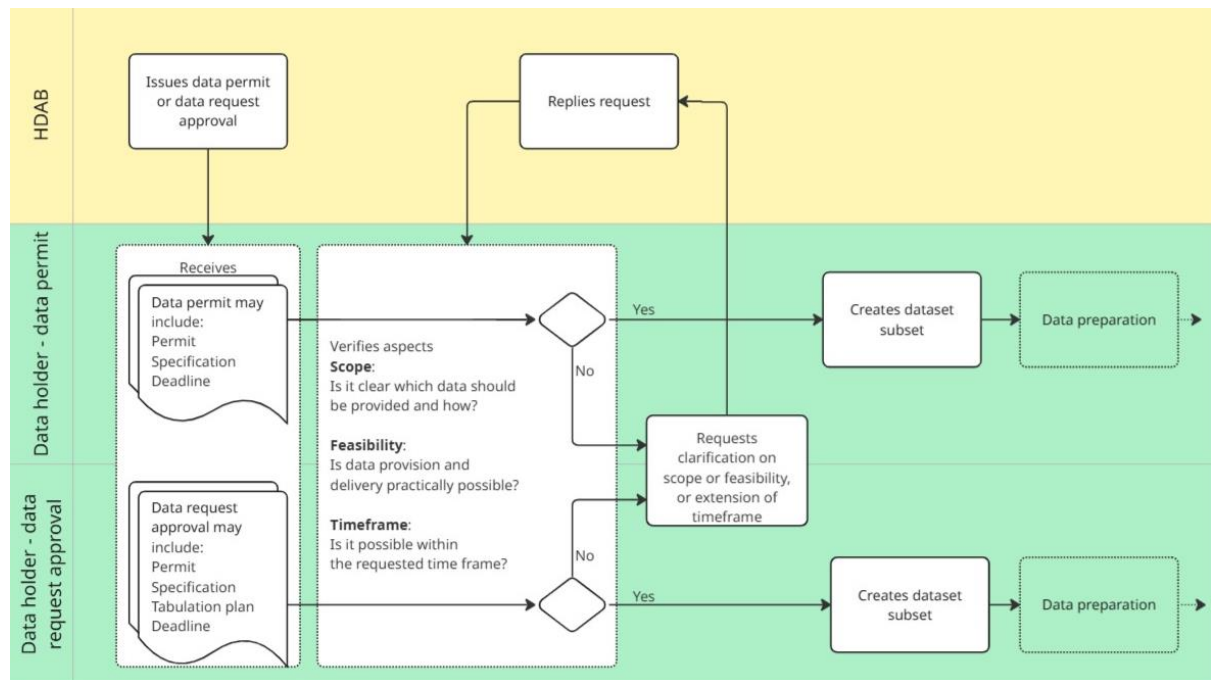 HDAB
Issues data permit
or data request
approval
Replies request
Data holder - data permit
Receives
Data permit may
include:
Permit
Specification
Deadline
Verifies aspects
Scope:
Is it clear which data should
be provided and how?
Feasibility:
Is data provision and
delivery practically possible?
Timeframe:
Is it possible within
the requested time frame?
Yes
No
Creates dataset
subset
Data preparation
Requests
clarification on
scope or feasibility,
or extension of
timeframe
Data holder - data
request approval
Data request
approval may
include:
Permit
Specification
Tabulation plan
Deadline
No
Yes
Creates dataset
subset
Data preparation